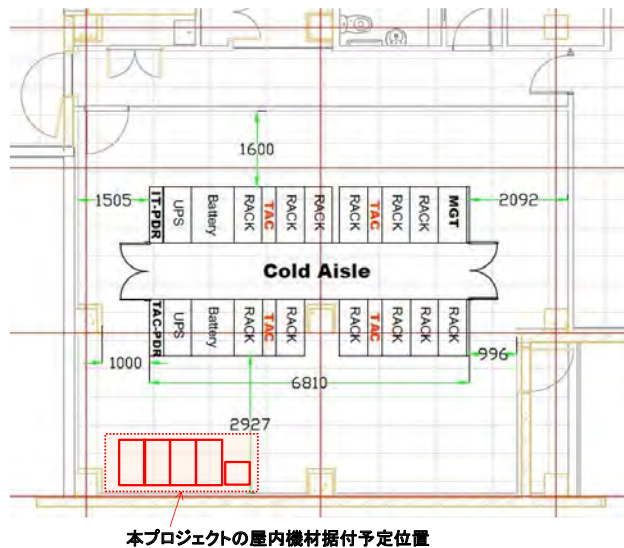 1600
1505
IT-PDR UPS Battery RACK TAC RACK RACK RACK TAC RACK RACK MGT
2092
Cold Aisle
TAC-PDR UPS Battery RACK TAC RACK RACK TAC RACK RACK RACK
1000
996
6810
2927
本プロジェクトの屋内機材据付予定位置